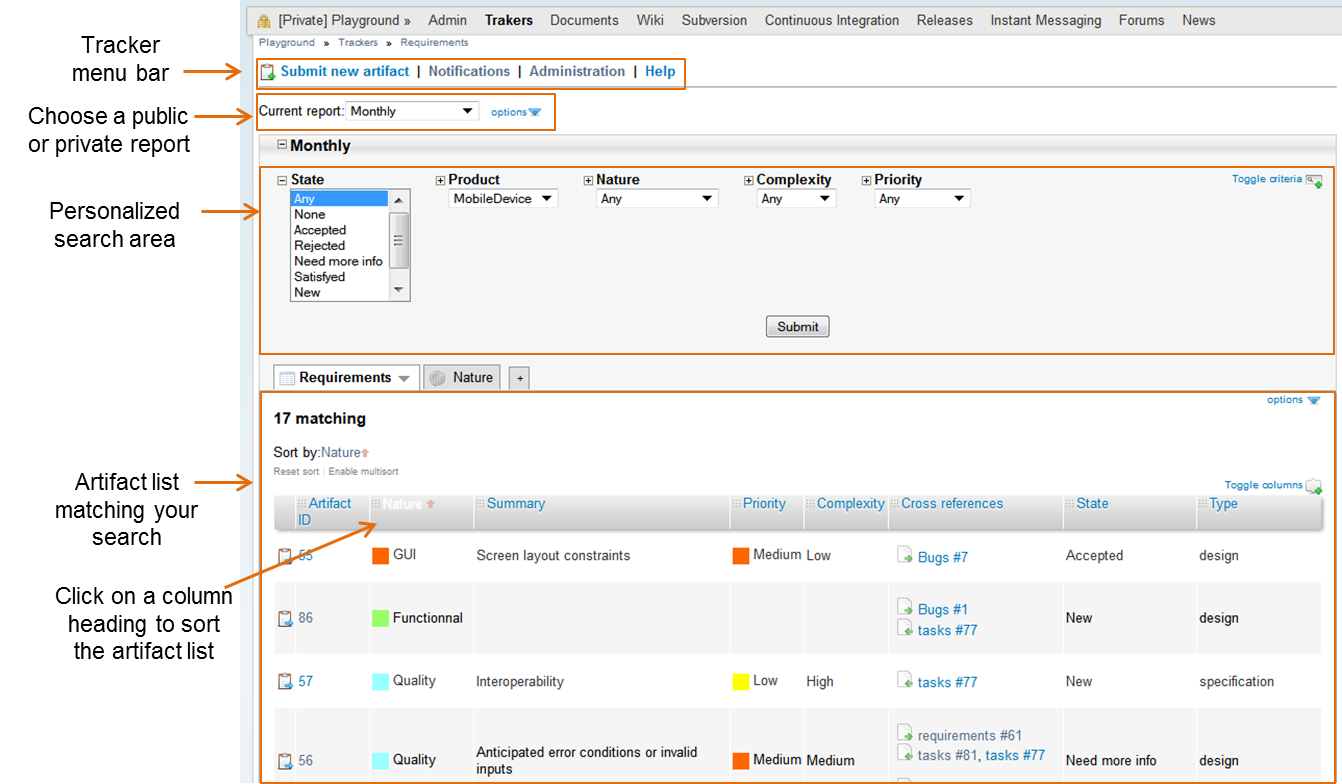 [Private] Playground » Admin Trakers Documents Wiki Subversion Continuous Integration Releases Instant Messaging Forums News
Playground » Trackers » Requirements
Tracker
menu bar
Submit new artifact | Notifications | Administration | Help
Choose a public
or private report
Current report: Monthly options
Monthly
Personalized
search area
State Product Nature Complexity Priority Toggle criteria
Any MobileDevice Any Any Any
None
Accepted
Rejected
Need more info
Satisfyed
New
Submit
Requirements Nature +
options
17 matching
Sort by:Nature
Reset sort | Enable multisort
Artifact list
matching your
search
Toggle columns
Artifact Nature Summary Priority Complexity Cross references State Type
ID
Click on a column
heading to sort
the artifact list
GUI Screen layout constraints Medium Low Bugs #7 Accepted design
86 Functionnal Bugs #1 New design
tasks #77
57 Quality Interoperability Low High tasks #77 New specification
56 Quality Anticipated error conditions or invalid Medium Medium requirements #61 Need more info design
inputs tasks #81, tasks #77